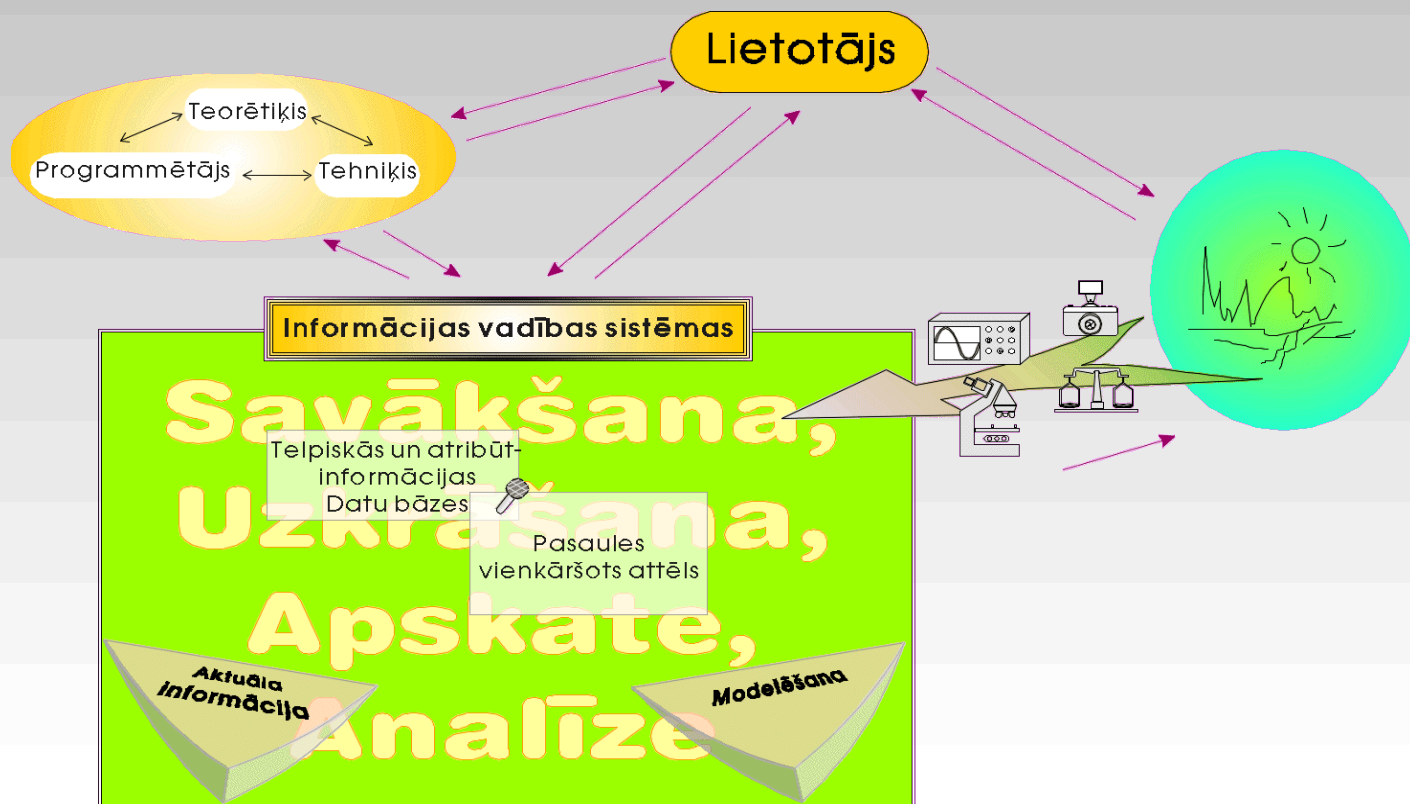 Lietotājs
Teorētiķis
Programmētājs
Tehniķis
Informācijas vadības sistēmas
Savākšana,
Telpiskās un atribūt-
informācijas
Datu bāzes
Uzkrāšana,
Pasaules
vienkāršots attēls
Apskate,
Aktuāla
informācija
Modelēšana
Analīze